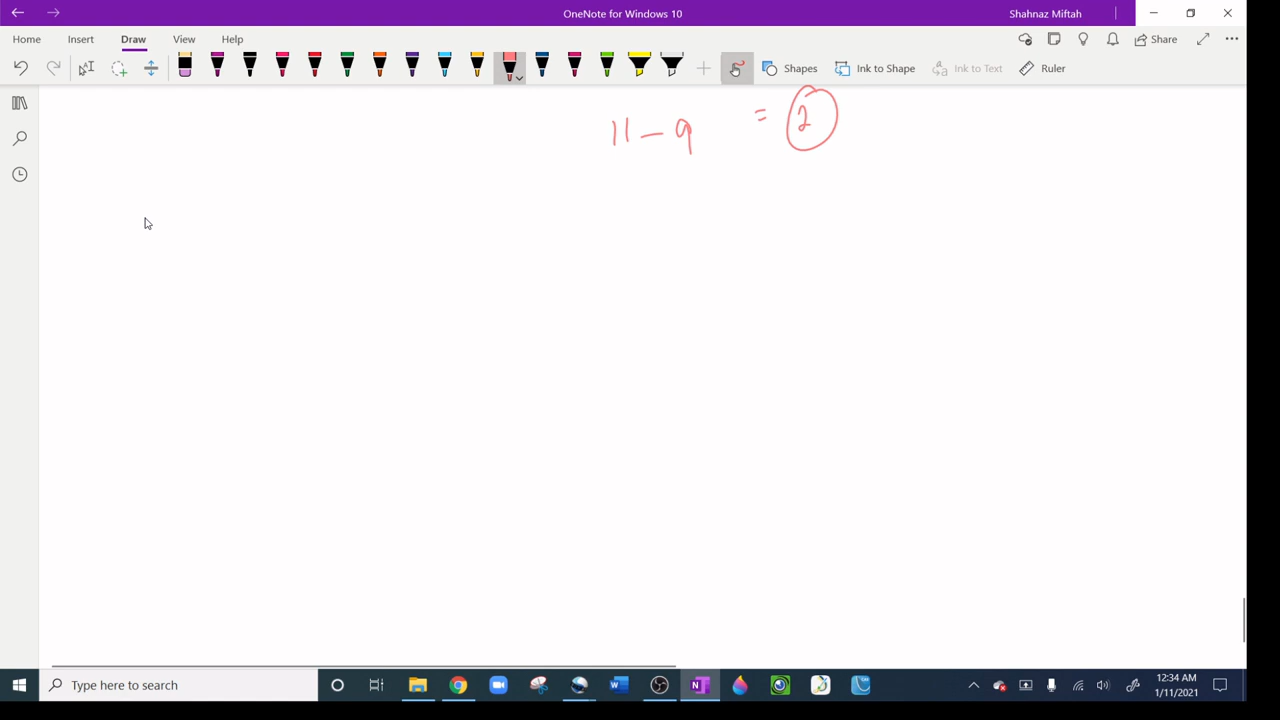 OneNote for Windows 10
Shahnaz Miftah
Home Insert Draw View Help
Share
Shapes Ink to Shape Ink to Text Ruler
11 - 9 = 2
Type here to search
12:34 AM
1/11/2021